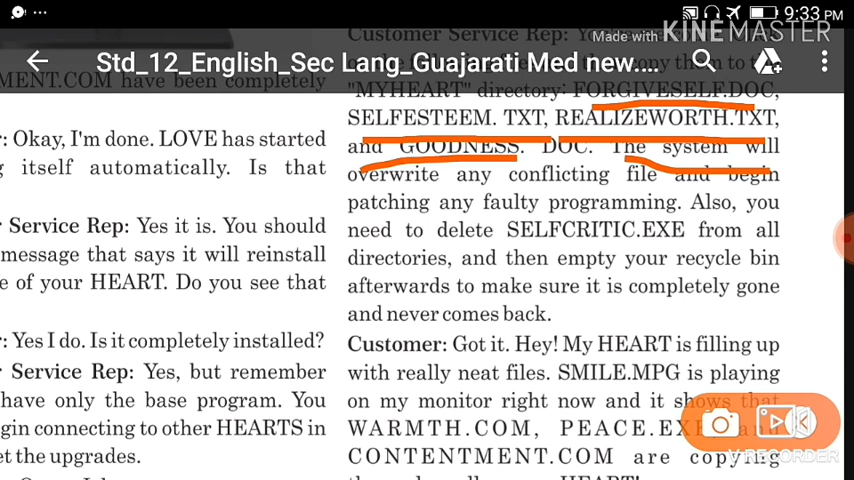 9:33 PM
Made with KINEMASTER
Std_12_English_Sec Lang_Guajarati Med new....
MENT.COM have been completely
: Okay, I'm done. LOVE has started
g itself automatically. Is that
r Service Rep: Yes it is. You should
message that says it will reinstall
e of your HEART. Do you see that
: Yes I do. Is it completely installed?
r Service Rep: Yes, but remember
have only the base program. You
gin connecting to other HEARTS in
et the upgrades.
Customer Service Rep:
copy them to the
"MYHEART" directory: FORGIVESELF.DOC,
SELFESTEEM. TXT, REALIZEWORTH.TXT,
and GOODNESS. DOC. The system will
overwrite any conflicting file and begin
patching any faulty programming. Also, you
need to delete SELFCRITIC.EXE from all
directories, and then empty your recycle bin
afterwards to make sure it is completely gone
and never comes back.
Customer: Got it. Hey! My HEART is filling up
with really neat files. SMILE.MPG is playing
on my monitor right now and it shows that
WARMTH.COM, PEACE.EXE, and
CONTENTMENT.COM are copying
HEART!
V RECORDER